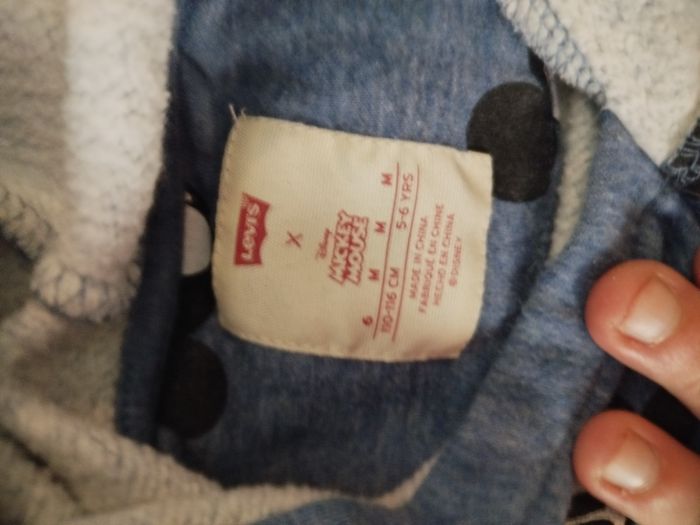 LEVI'S
X
Disney
MICKEY
MOUSE
6 M M M
110-116 CM 5-6 YRS
MADE IN CHINA
FABRIQUÉ EN CHINE
HECHO EN CHINA
©DISNEY